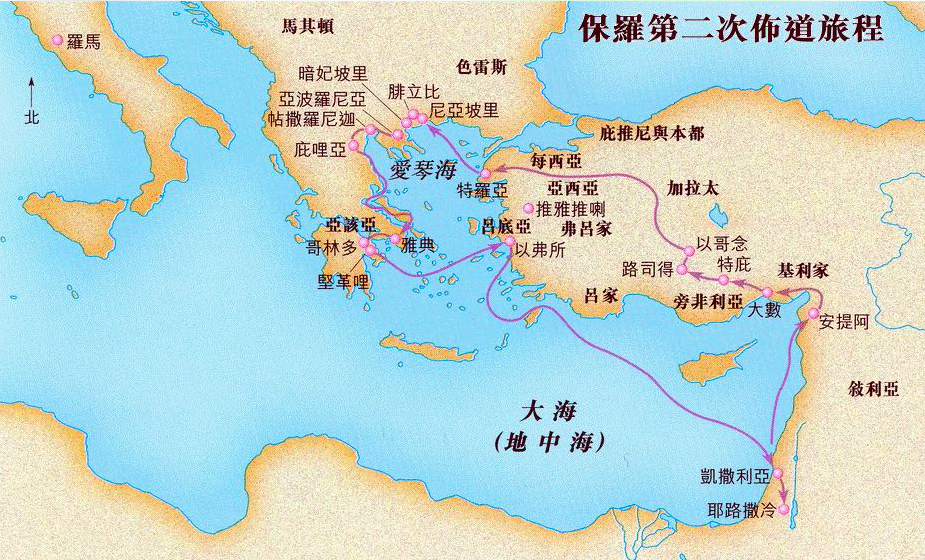 保羅第二次佈道旅程
馬其頓
羅馬
色雷斯
暗妃坡里
腓立比
亞波羅尼亞
尼亞坡里
北
帖撒羅尼迦
庇推尼與本都
庇哩亞
每西亞
愛琴海
特羅亞
亞西亞
加拉太
推雅推喇
亞該亞
呂底亞
弗呂家
哥林多
雅典
以弗所
以哥念
特庇
路司得
基利家
堅革哩
呂家
旁非利亞
大數
安提阿
敍利亞
大海
(地中海)
凱撒利亞
耶路撒冷